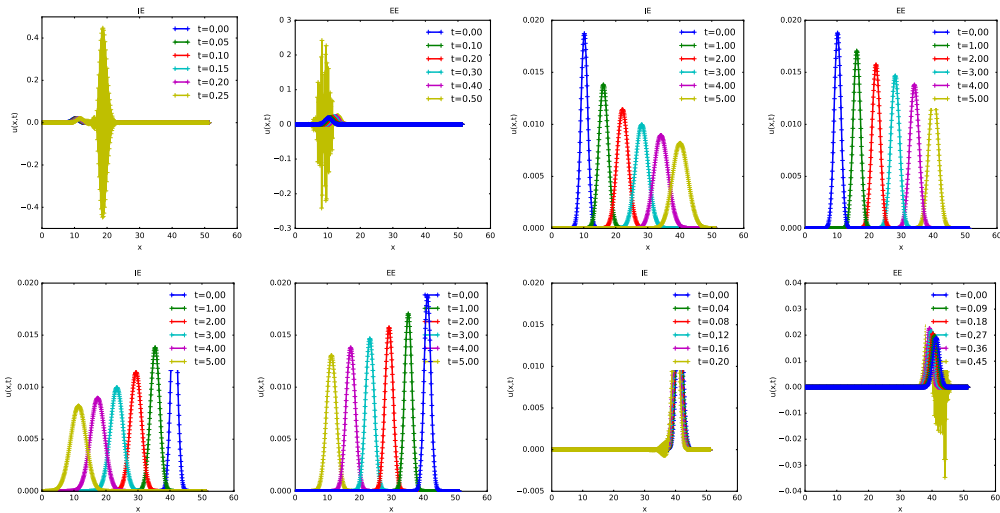 IE
u(x,t)
0.4
0.2
0.0
−0.2
−0.4
0 10 20 30 40 50 60
x
t=0,00
t=0.05
t=0.10
t=0.15
t=0.20
t=0.25
EE
u(x,t)
0.3
0.2
0.1
0.0
−0.1
−0.2
−0.3
0 10 20 30 40 50 60
x
t=0,00
t=0.10
t=0.20
t=0.30
t=0.40
t=0.50
IE
u(x,t)
0.020
0.015
0.010
0.005
0.000
0 10 20 30 40 50 60
x
t=0,00
t=1.00
t=2.00
t=3,00
t=4.00
t=5.00
EE
u(x,t)
0.020
0.015
0.010
0.005
0.000
0 10 20 30 40 50 60
x
t=0,00
t=1.00
t=2.00
t=3,00
t=4.00
t=5.00
IE
u(x,t)
0.020
0.015
0.010
0.005
0.000
0 10 20 30 40 50 60
x
t=0,00
t=1.00
t=2.00
t=3,00
t=4.00
t=5.00
EE
u(x,t)
0.020
0.015
0.010
0.005
0.000
0 10 20 30 40 50 60
x
t=0,00
t=1.00
t=2.00
t=3,00
t=4.00
t=5.00
IE
u(x,t)
0.020
0.015
0.010
0.005
0.000
−0.005
0 10 20 30 40 50 60
x
t=0,00
t=0.04
t=0.08
t=0.12
t=0.16
t=0.20
EE
u(x,t)
0.04
0.03
0.02
0.01
0.00
−0.01
−0.02
−0.03
−0.04
0 10 20 30 40 50 60
x
t=0,00
t=0.09
t=0.18
t=0.27
t=0.36
t=0.45